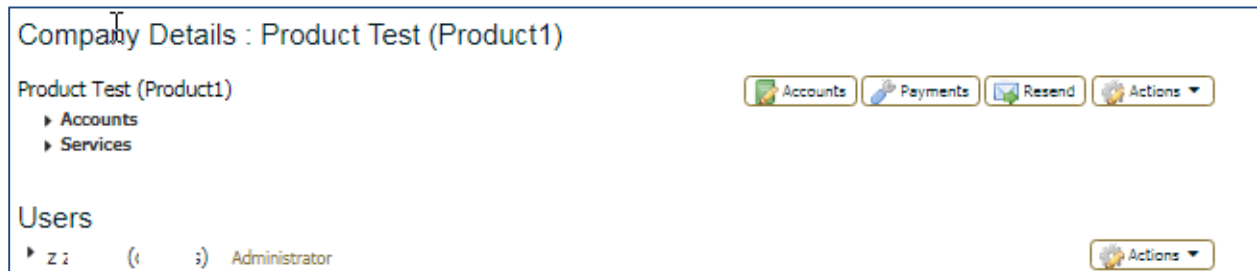 Company Details : Product Test (Product1)
Product Test (Product1) Accounts Payments Resend Actions
Accounts
Services
Users
Administrator Actions